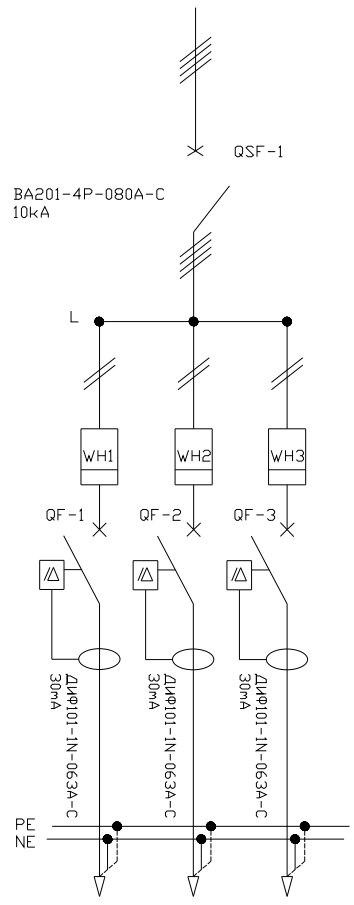 QSF-1
ВА201-4Р-080А-С
10кА
L
WH1
WH2
WH3
QF-1
QF-2
QF-3
ДИФ101-1N-063А-С
30mA
ДИФ101-1N-063А-С
30mA
ДИФ101-1N-063А-С
30mA
PE
NE